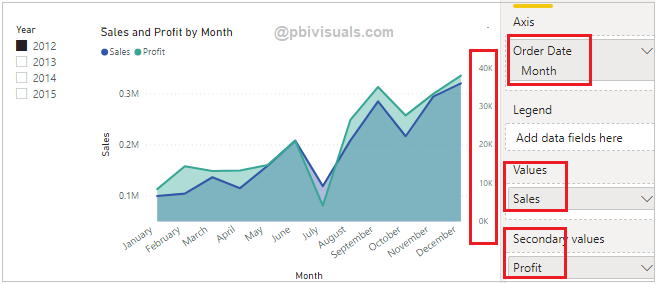 Year
2012
2013
2014
2015
Sales and Profit by Month
@pbivisuals.com
Sales Profit
Sales
0.3M
0.2M
0.1M
40K
30K
20K
10K
0K
January
February
March
April
May
June
July
August
September
October
November
December
Month
Axis
Order Date
Month
Legend
Add data fields here
Values
Sales
Secondary values
Profit